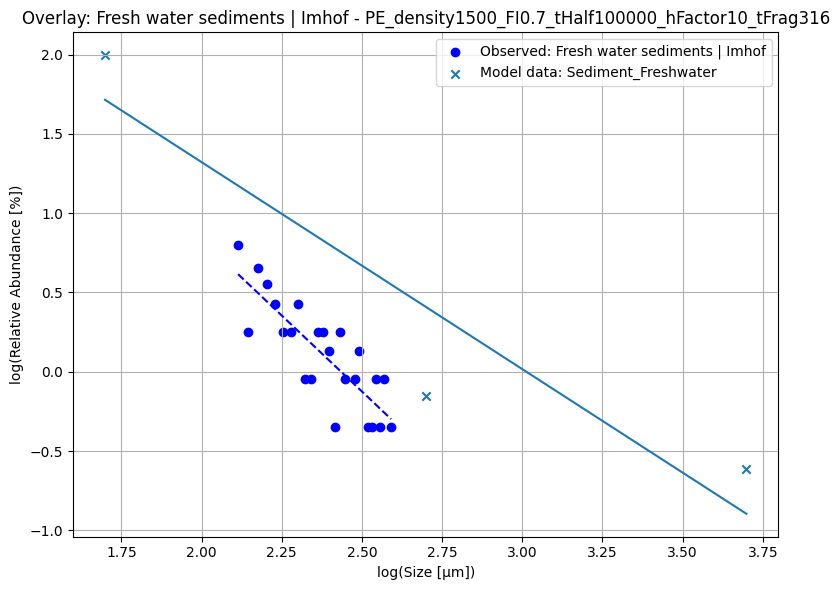 Overlay: Fresh water sediments | Imhof - PE_density1500_FI0.7_tHalf100000_hFactor10_tFrag316
Observed: Fresh water sediments | Imhof
Model data: Sediment_Freshwater
log(Relative Abundance [%])
2.0
1.5
1.0
0.5
0.0
−0.5
−1.0
1.75 2.00 2.25 2.50 2.75 3.00 3.25 3.50 3.75
log(Size [μm])